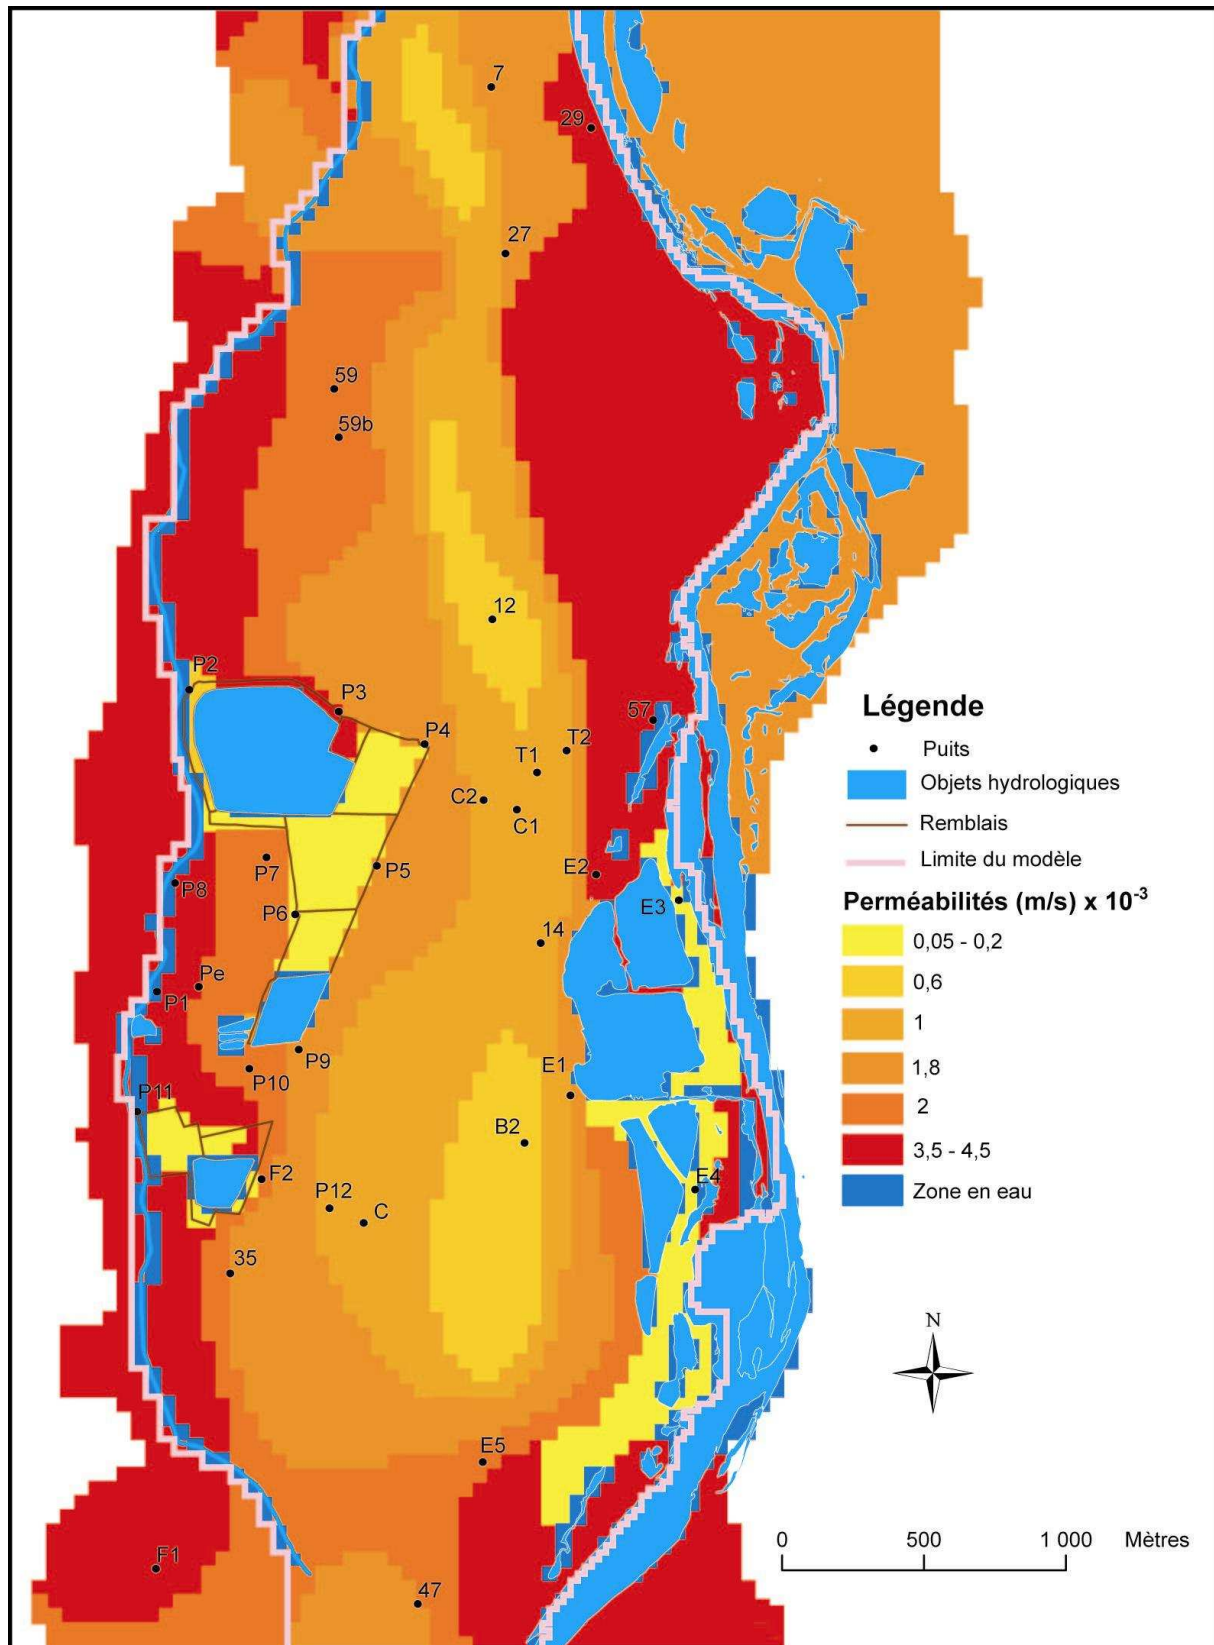 7
29
27
59
59b
12
P2
P3
57
P4
T2
T1
C2
C1
P7
P5
E2
P8
E3
P6
14
Pe
P1
P9
P10
E1
P11
B2
F2
E4
P12
C
35
E5
F1
47
Légende
Puits
Objets hydrologiques
Remblais
Limite du modèle
Perméabilités (m/s) x 10⁻³
0,05 - 0,2
0,6
1
1,8
2
3,5 - 4,5
Zone en eau
N
0 500 1 000 Mètres